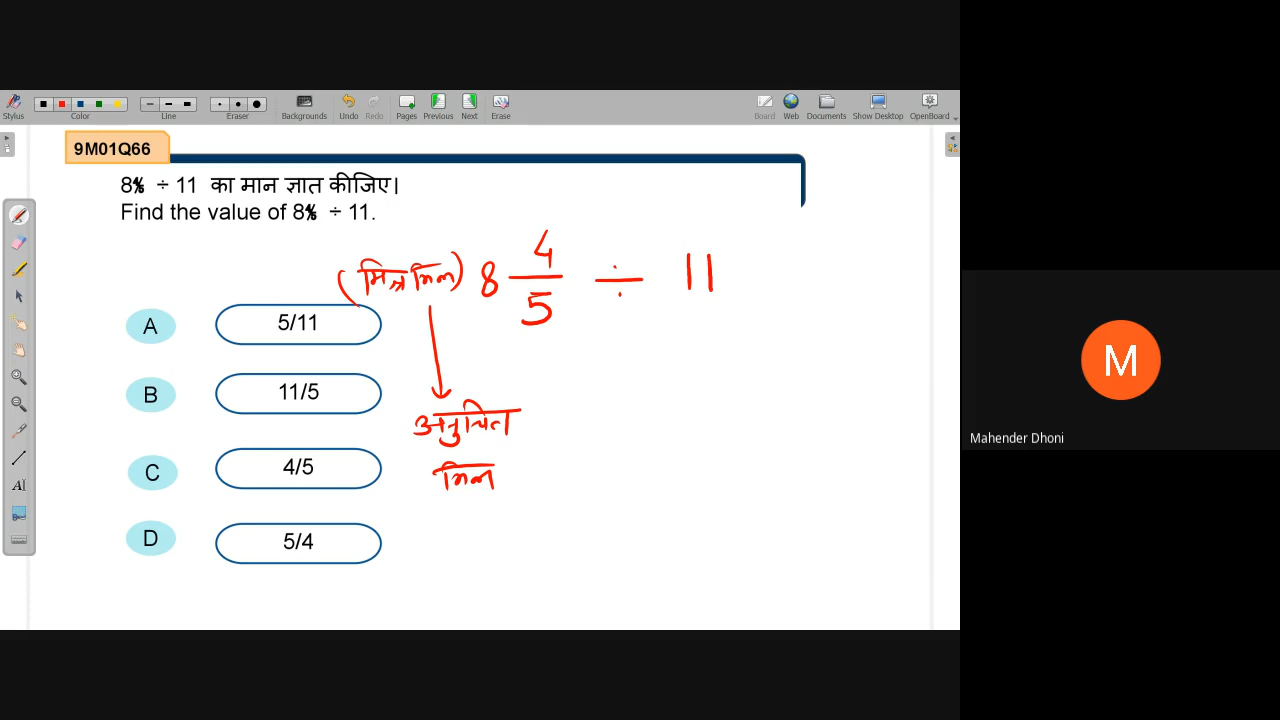 Stylus
Color
Line
Eraser
Backgrounds
Undo
Redo
Pages
Previous
Next
Erase
Board
Web
Documents
Show Desktop
OpenBoard
9M01Q66
8⅘ ÷ 11 का मान ज्ञात कीजिए।
Find the value of 8⅘ ÷ 11.
(मिश्र भिन्न) 8 4/5 ÷ 11
अनुचित
भिन्न
A 5/11
B 11/5
C 4/5
D 5/4
M
Mahender Dhoni